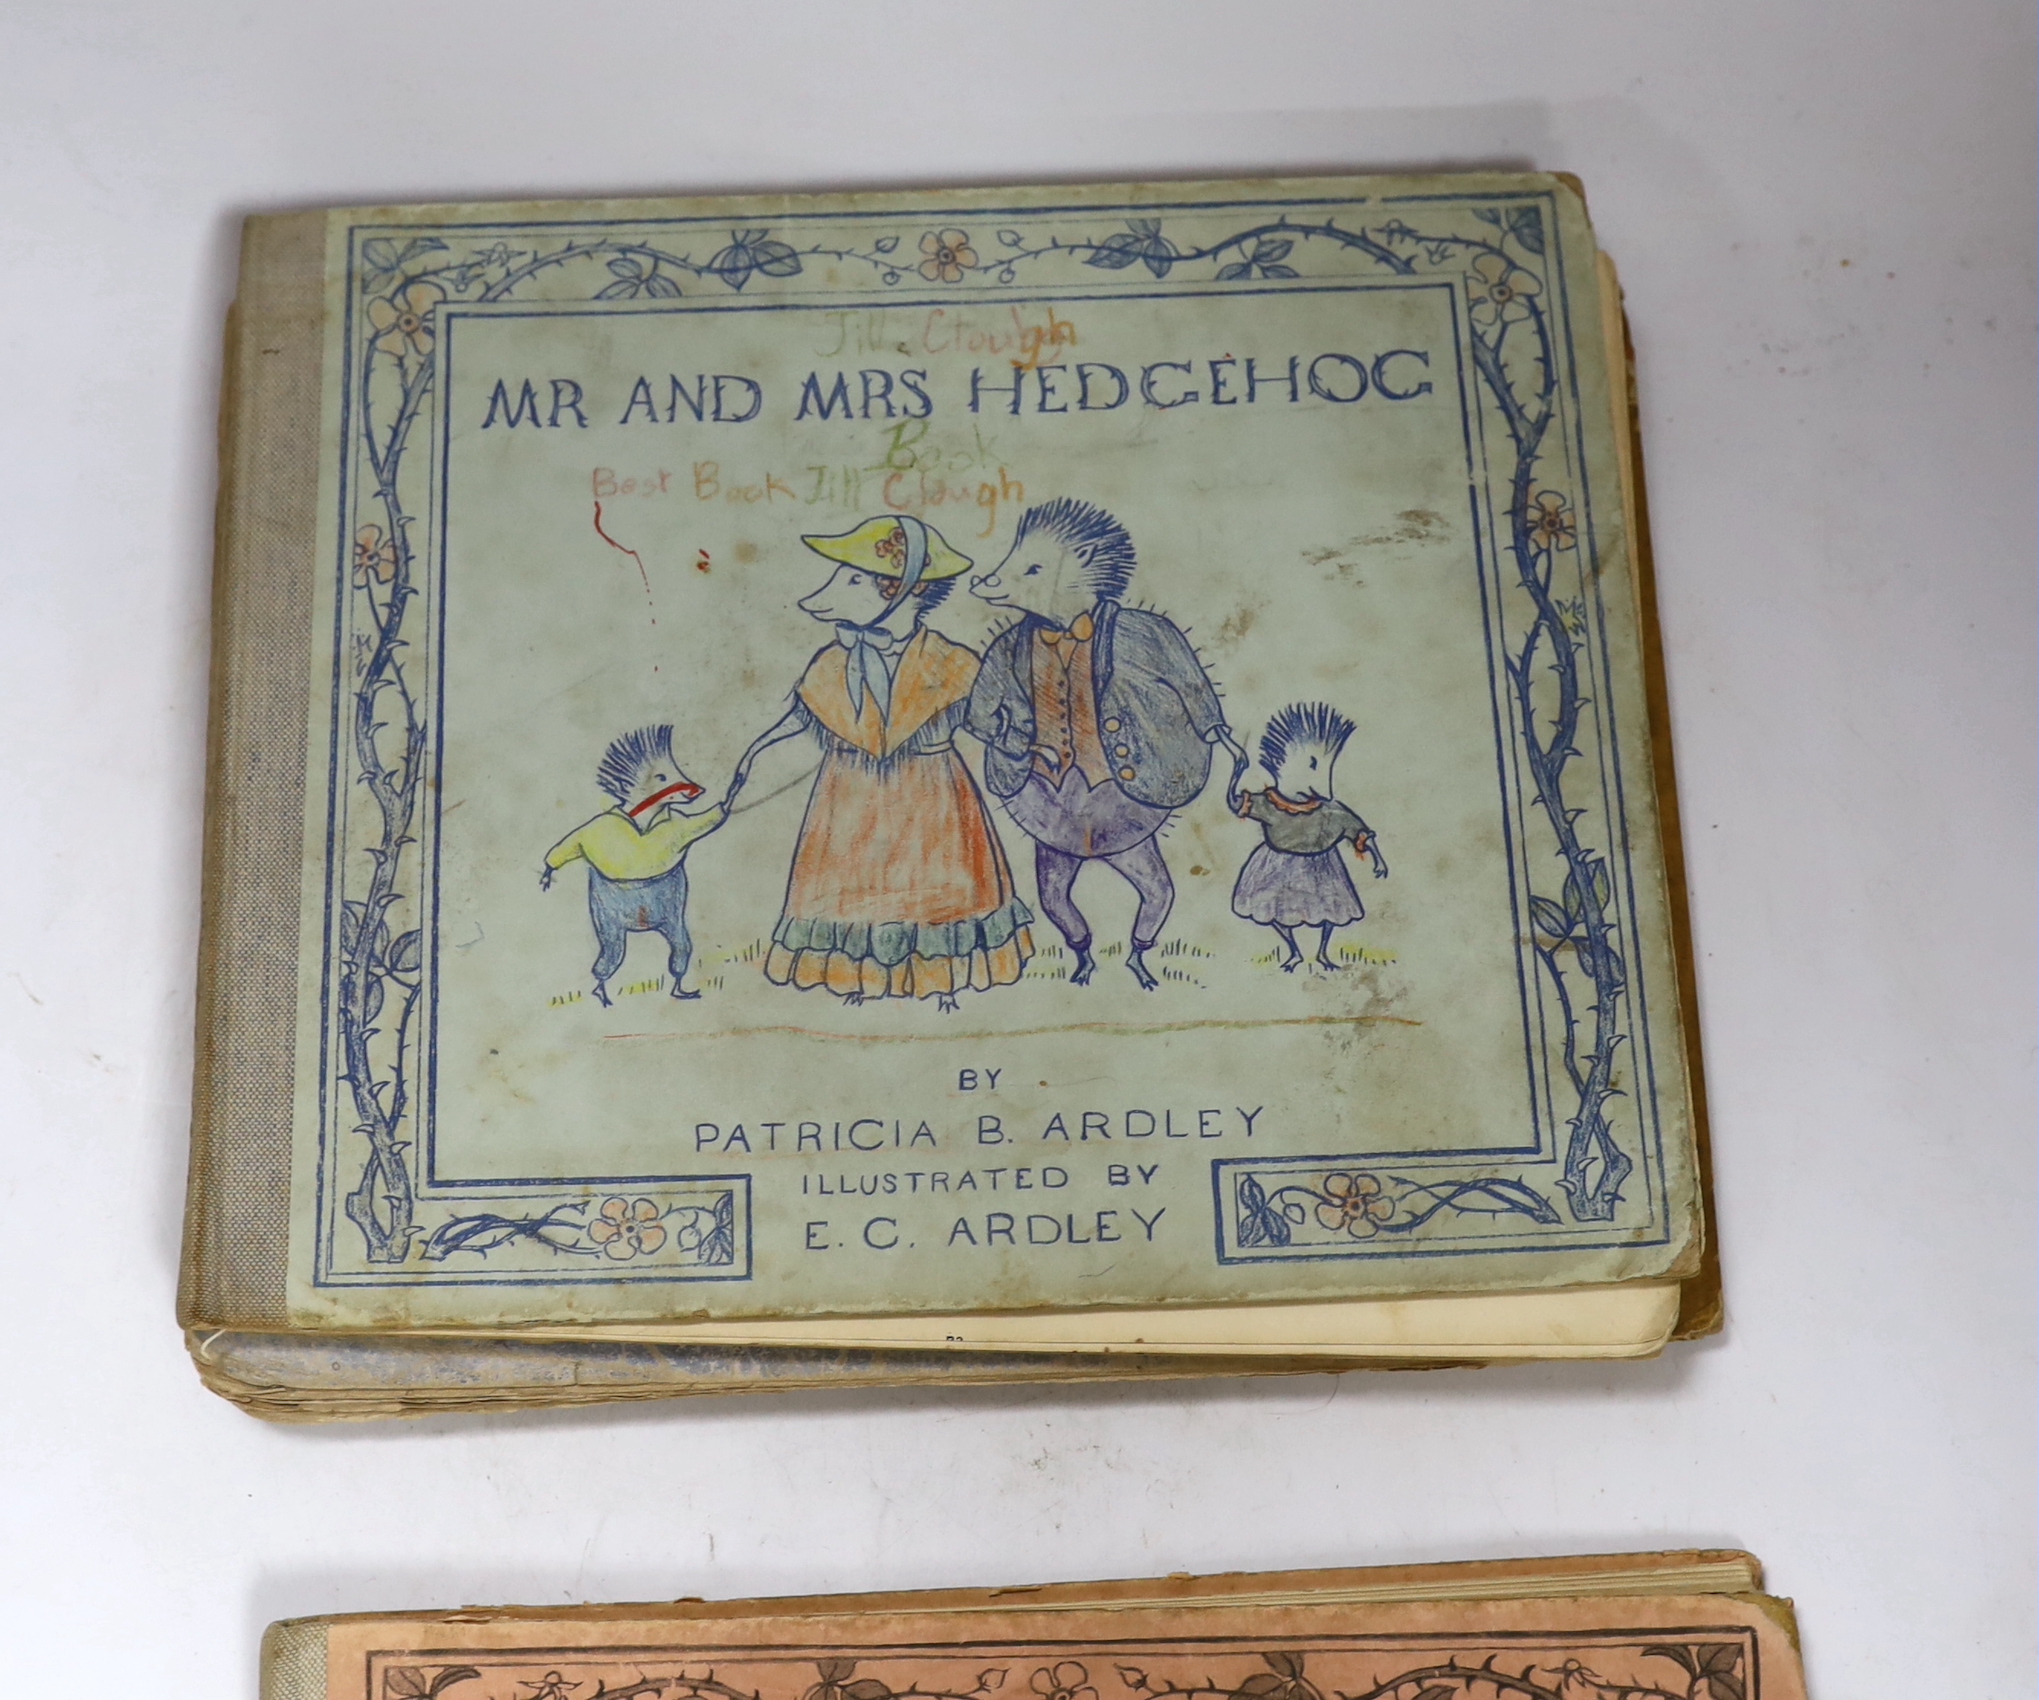 Jill Clough
MR AND MRS HEDGEHOG
Book
Best Book Jill Clough
BY
PATRICIA B. ARDLEY
ILLUSTRATED BY
E. C. ARDLEY